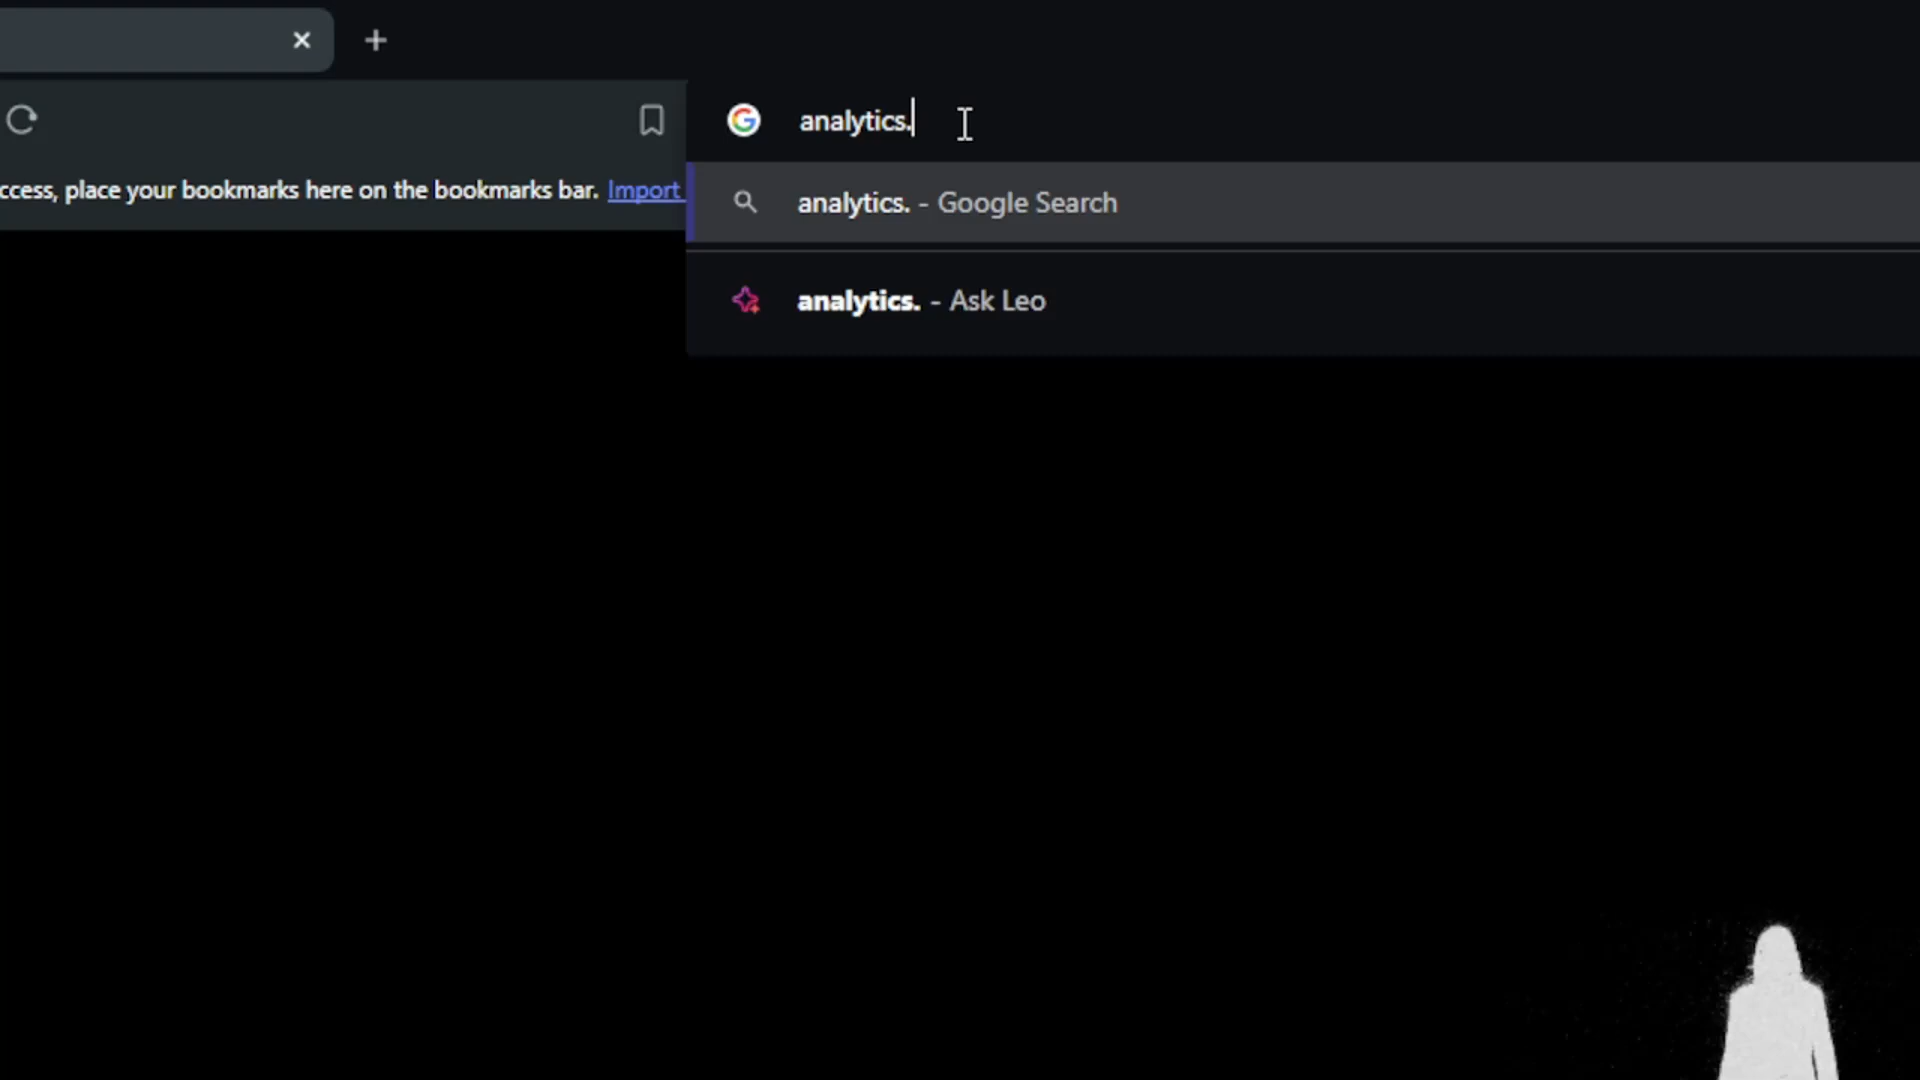 analytics.
ccess, place your bookmarks here on the bookmarks bar. Import
analytics. - Google Search
analytics. - Ask Leo